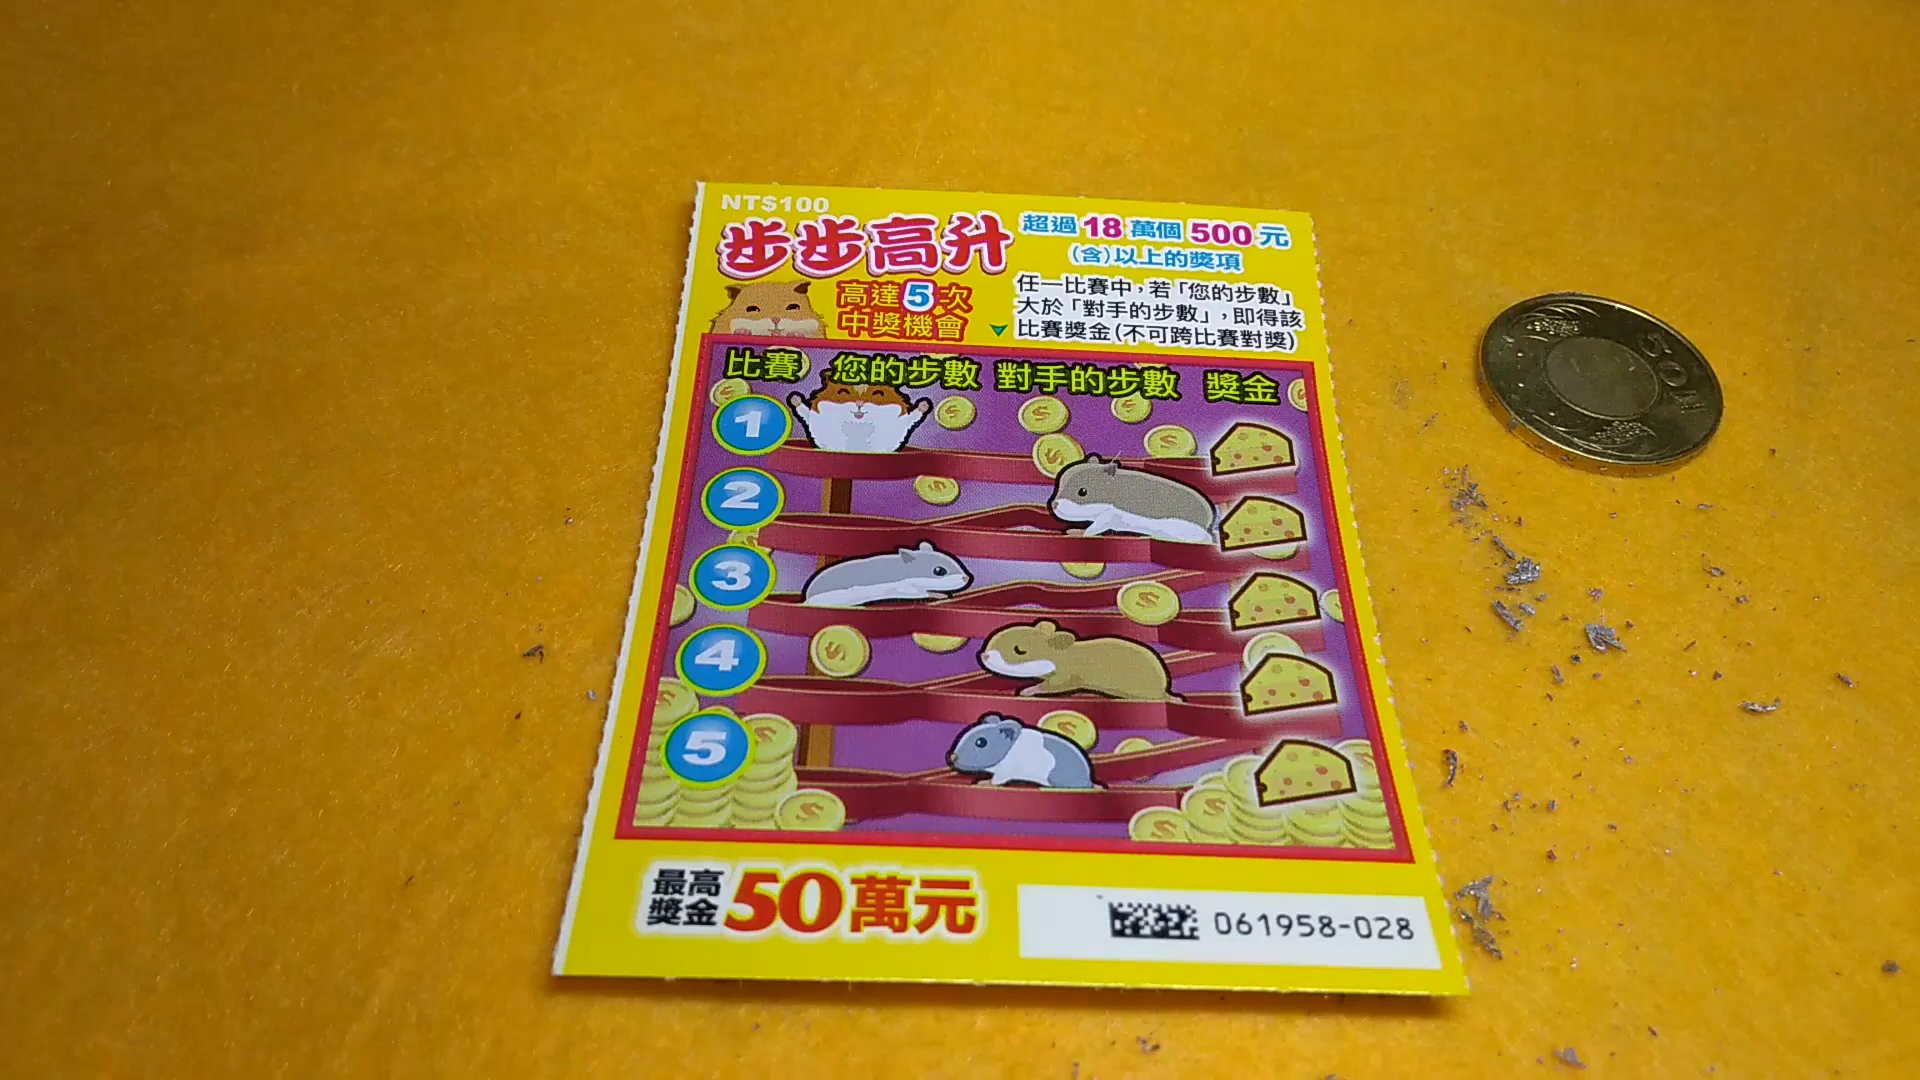 NT$100
步步高升
超過18萬個500元
(含)以上的獎項
高達5次
中獎機會
任一比賽中，若「您的步數」
大於「對手的步數」，即得該
比賽獎金(不可跨比賽對獎)
比賽 您的步數 對手的步數 獎金
1
2
3
4
5
最高
獎金
50萬元
061958-028
50